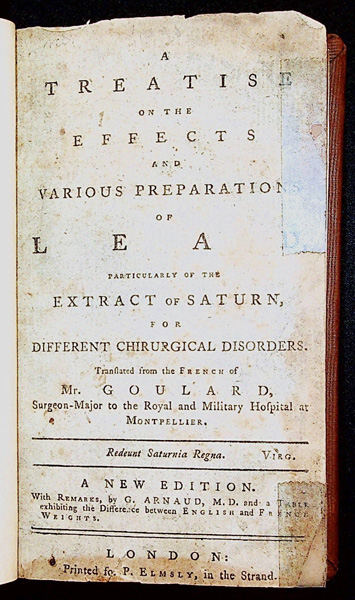 A
TREATISE
ON THE
EFFECTS
AND
VARIOUS PREPARATIONS
OF
LEAD,
PARTICULARLY OF THE
EXTRACT OF SATURN,
FOR
DIFFERENT CHIRURGICAL DISORDERS.
Tranſlated from the FRENCH of
Mr. GOULARD,
Surgeon-Major to the Royal and Military Hoſpital at
MONTPELLIER.
Redeunt Saturnia Regna. VIRG.
A NEW EDITION.
With REMARKS, by G. ARNAUD, M.D. and a TABLE
exhibiting the Difference between ENGLISH and FRENCH
WEIGHTS.
LONDON:
Printed for P. ELMSLY, in the Strand.